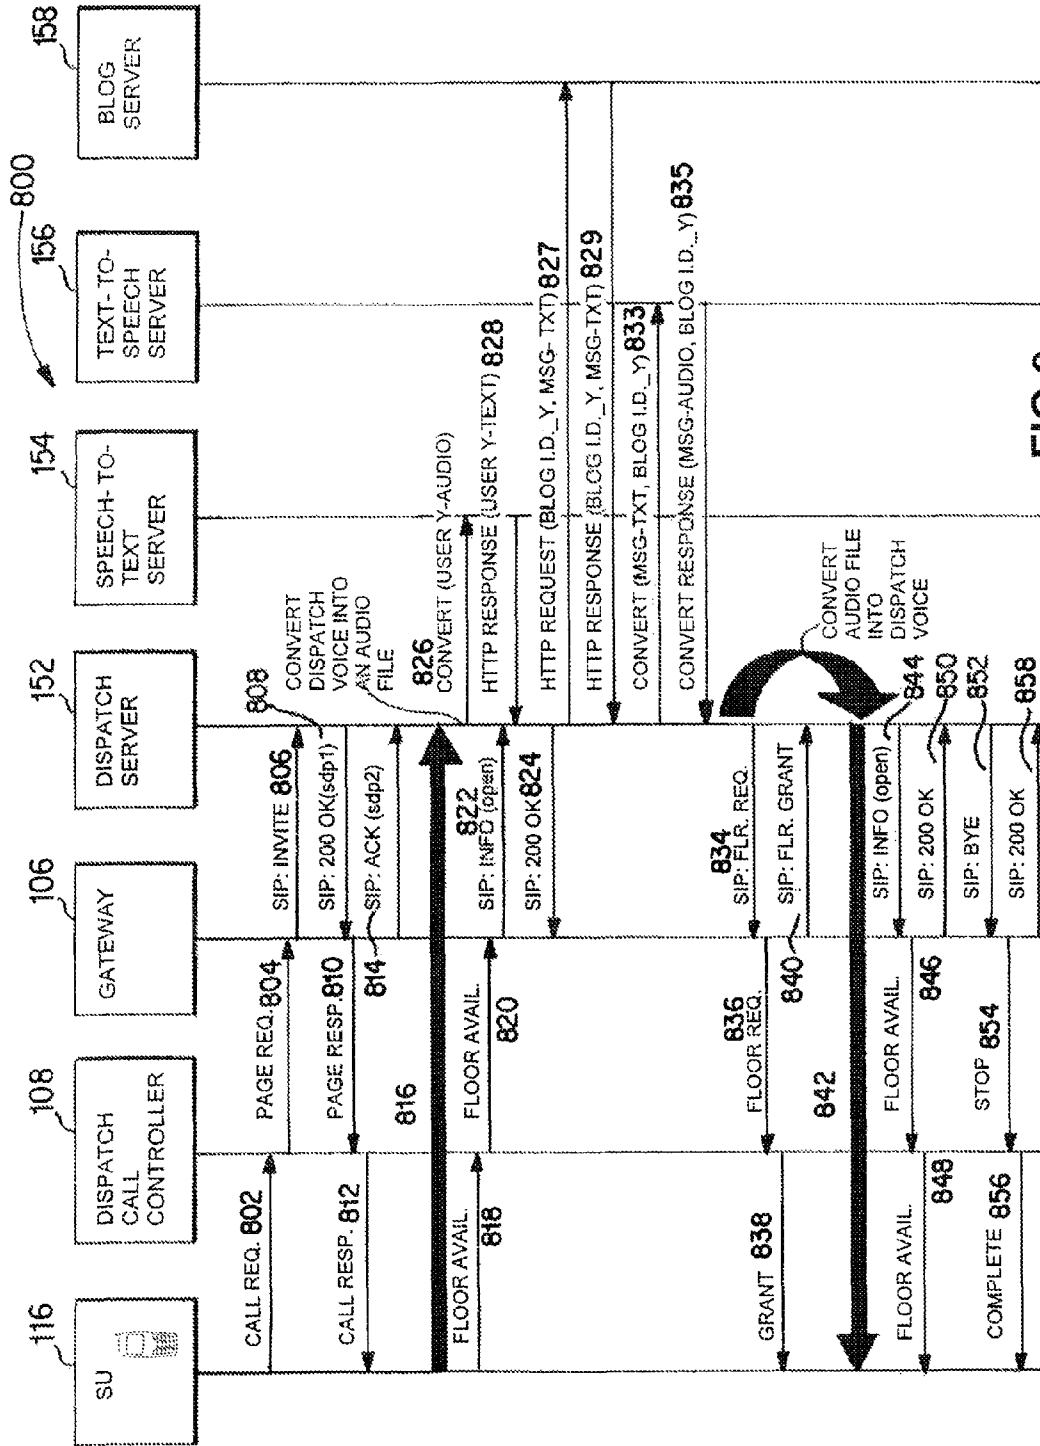 800
116
SU
108
DISPATCH
CALL
CONTROLLER
106
GATEWAY
152
DISPATCH
SERVER
154
SPEECH-TO-
TEXT
SERVER
156
TEXT-TO-
SPEECH
SERVER
158
BLOG
SERVER
CALL REQ. 802
PAGE REQ. 804
SIP: INVITE 806
808
SIP: 200 OK(sdp1)
PAGE RESP. 810
CALL RESP. 812
814
SIP: ACK (sdp2)
CONVERT
DISPATCH
VOICE INTO
AN AUDIO
FILE
816
826
CONVERT (USER Y-AUDIO)
FLOOR AVAIL.
818
FLOOR AVAIL.
820
822
SIP: INFO (open)
HTTP RESPONSE (USER Y-TEXT) 828
SIP: 200 OK 824
HTTP REQUEST (BLOG I.D._Y, MSG- TXT) 827
HTTP RESPONSE (BLOG I.D._Y, MSG-TXT) 829
CONVERT (MSG-TXT, BLOG I.D._Y) 833
CONVERT RESPONSE (MSG-AUDIO, BLOG I.D._Y) 835
834
SIP: FLR. REQ.
836
FLOOR REQ.
GRANT 838
SIP: FLR. GRANT
840
CONVERT
AUDIO FILE
INTO
DISPATCH
VOICE
842
SIP: INFO (open) 844
FLOOR AVAIL. 846
FLOOR AVAIL. 848
SIP: 200 OK 850
SIP: BYE 852
STOP 854
COMPLETE 856
SIP: 200 OK 858